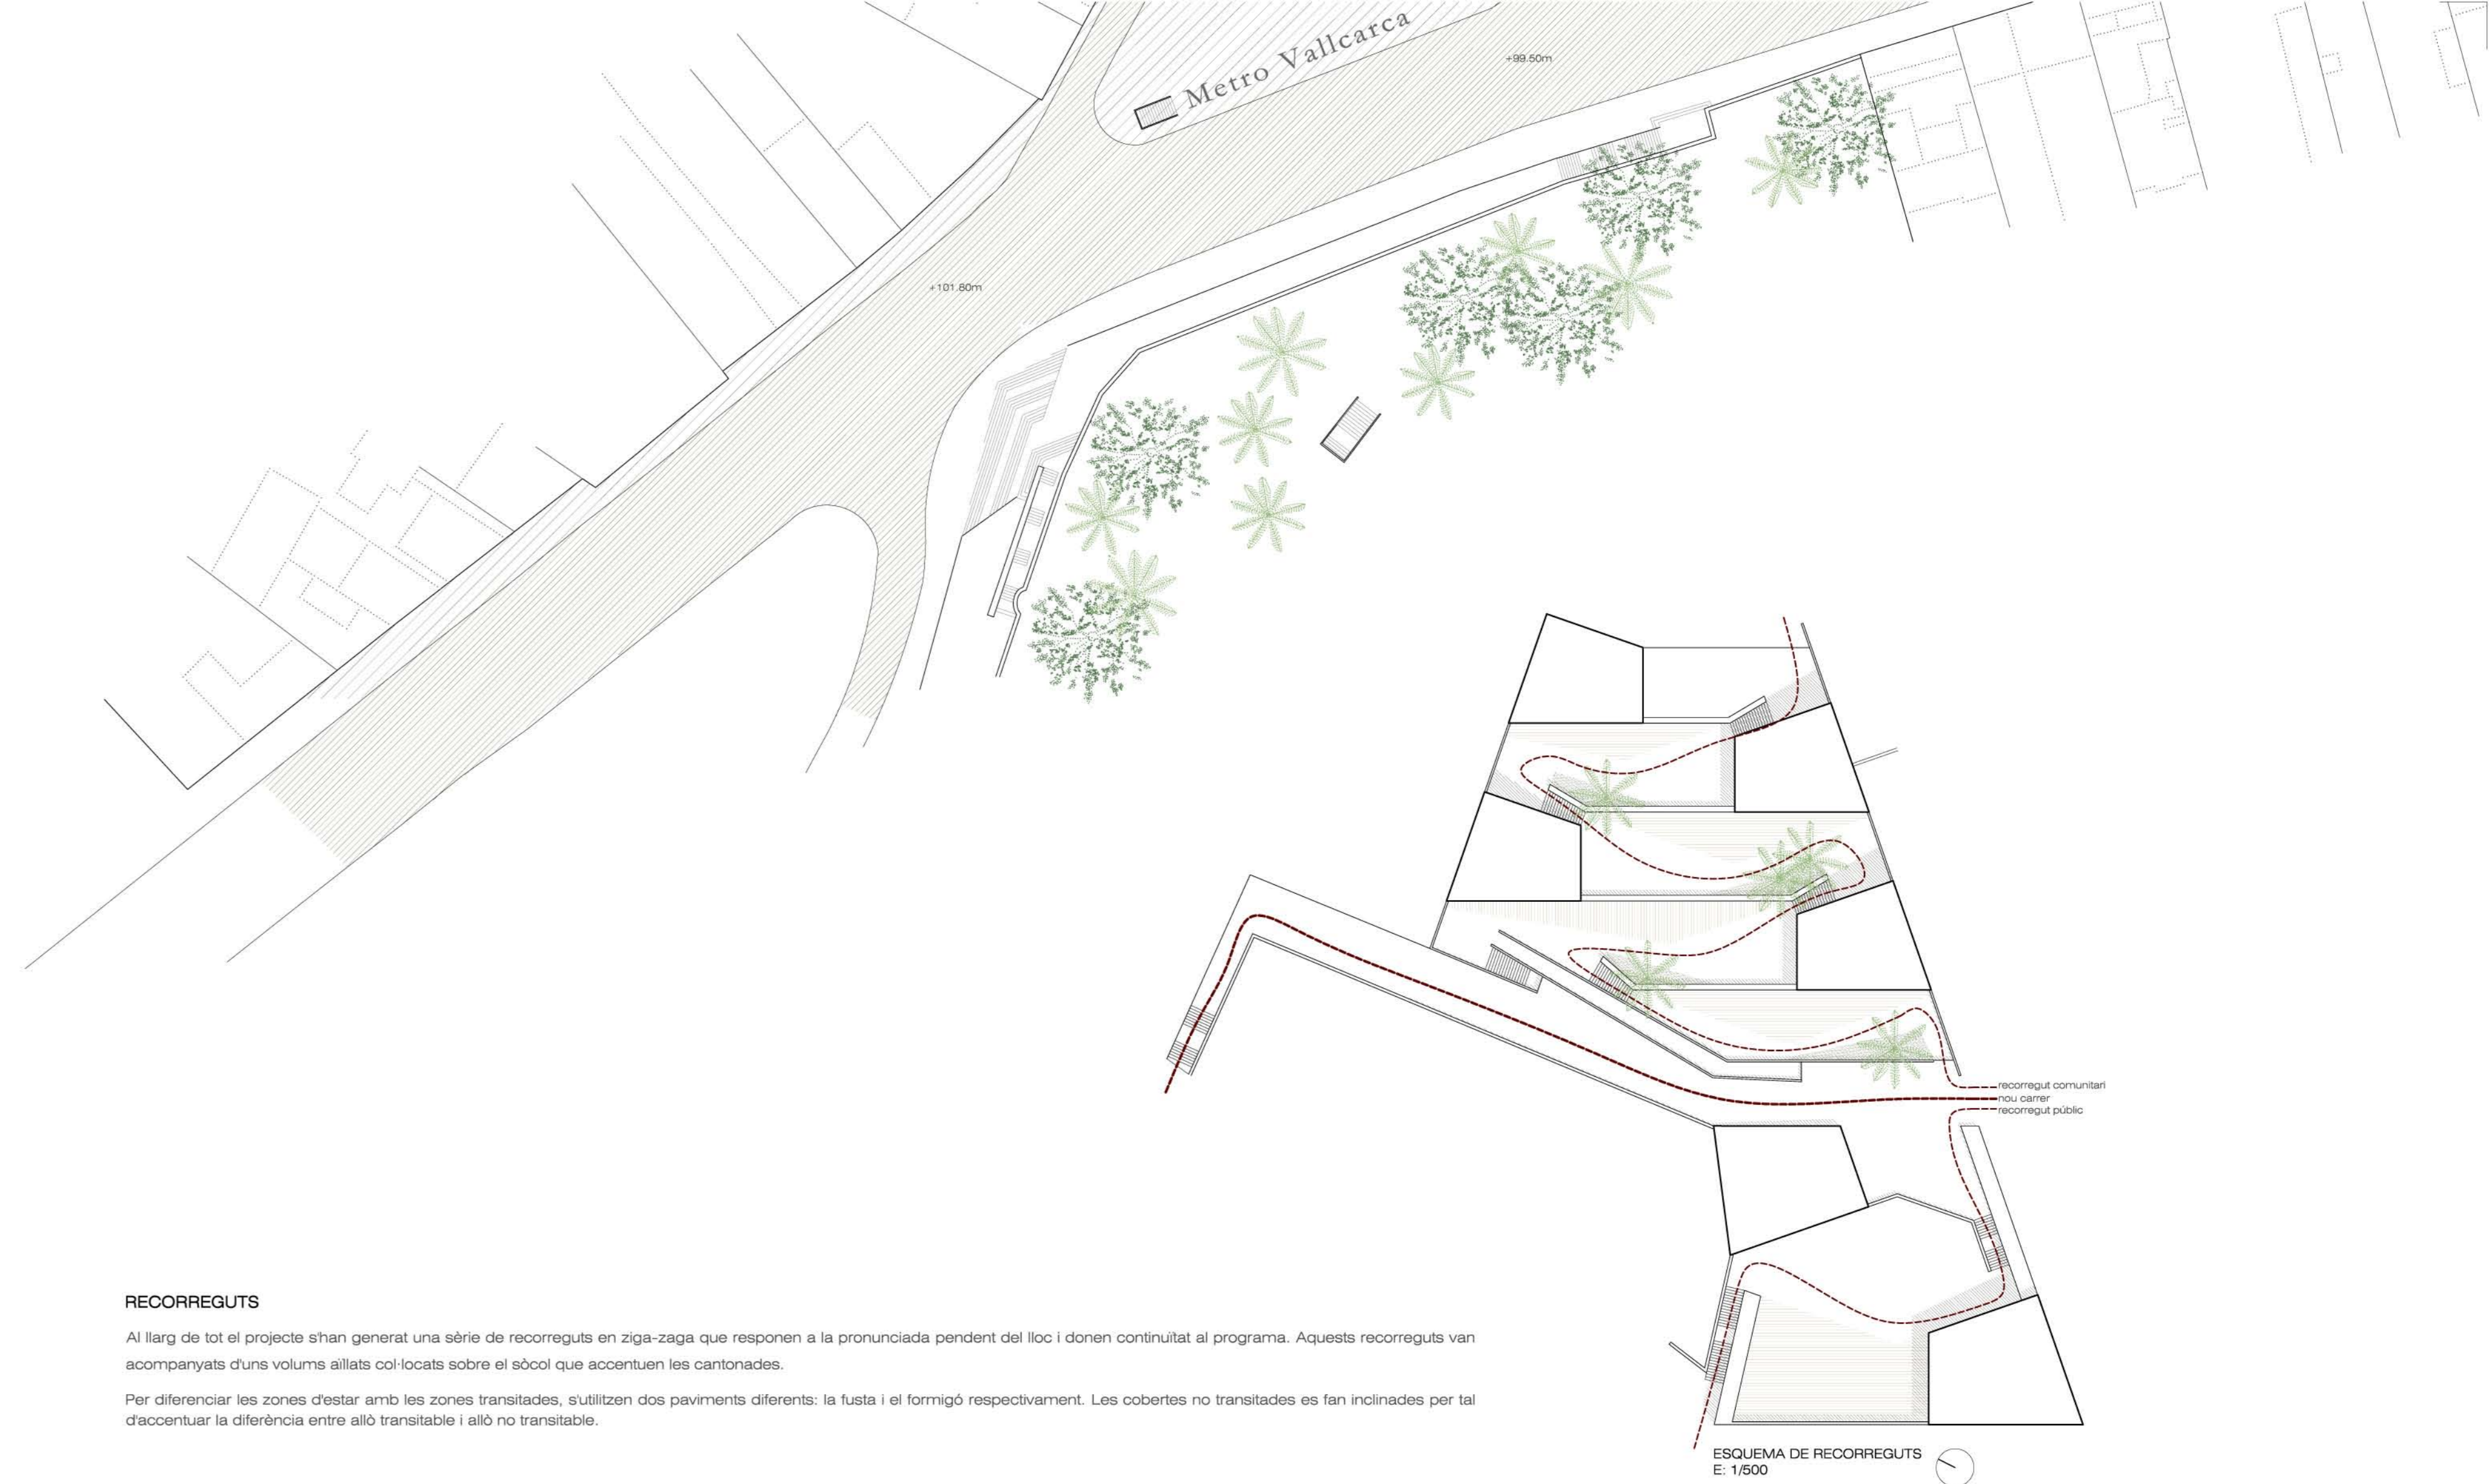 Metro Vallcarca
+99.50m
+101.80m
recorregut comunitari
nou carrer
recorregut públic
RECORREGUTS
Al llarg de tot el projecte s'han generat una sèrie de recorreguts en ziga-zaga que responen a la pronunciada pendent del lloc i donen continuïtat al programa. Aquests recorreguts van
acompanyats d'uns volums aïllats col·locats sobre el sòcol que accentuen les cantonades.
Per diferenciar les zones d'estar amb les zones transitades, s'utilitzen dos paviments diferents: la fusta i el formigó respectivament. Les cobertes no transitades es fan inclinades per tal
d'accentuar la diferència entre allò transitable i allò no transitable.
ESQUEMA DE RECORREGUTS
E: 1/500